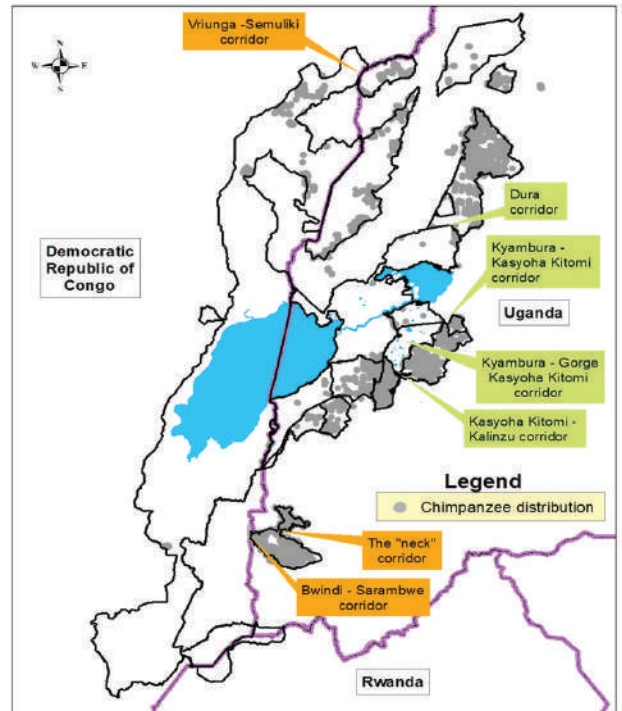 Vriunga -Semuliki
corridor
N
W E
S
Dura
corridor
Democratic
Republic of
Congo
Kyambura -
Kasyoha Kitomi
corridor
Uganda
Kyambura - Gorge
Kasyoha Kitomi
corridor
Kasyoha Kitomi -
Kalinzu corridor
Legend
Chimpanzee distribution
The "neck"
corridor
Bwindi - Sarambwe
corridor
Rwanda